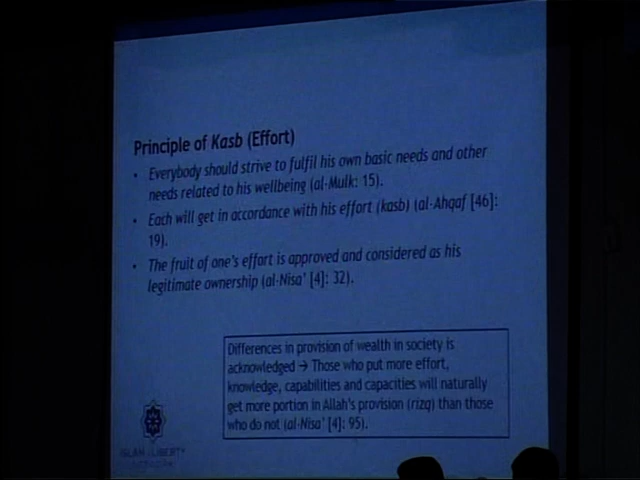 Principle of Kasb (Effort)
• Everybody should strive to fulfil his own basic needs and other
needs related to his wellbeing (al-Mulk: 15).
• Each will get in accordance with his effort (kasb) (al-Ahqaf [46]:
19).
• The fruit of one's effort is approved and considered as his
legitimate ownership (al-Nisa' [4]: 32).
Differences in provision of wealth in society is
acknowledged → Those who put more effort,
knowledge, capabilities and capacities will naturally
get more portion in Allah's provision (rizq) than those
who do not (al-Nisa' [4]: 95).
ISLAM & LIBERTY
NETWORK